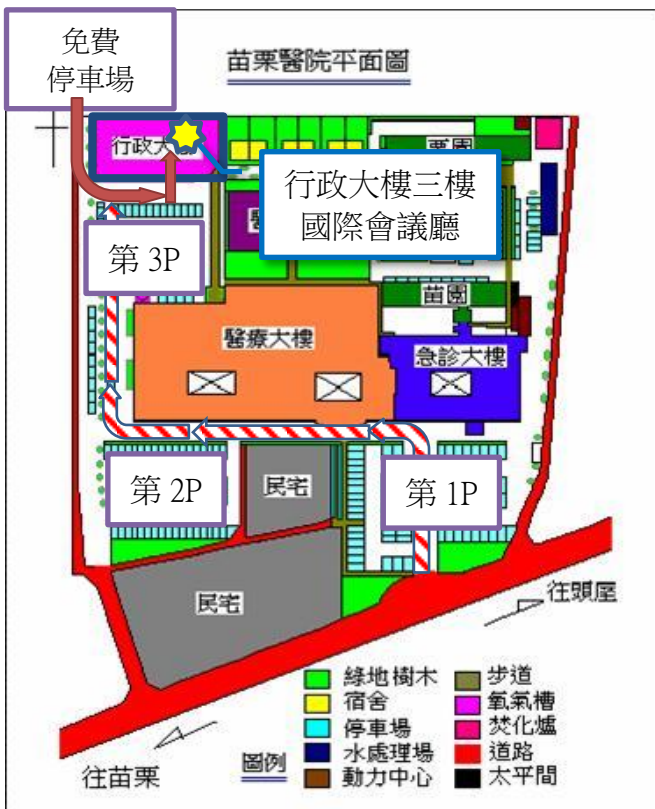 免費
停車場
苗栗醫院平面圖
行政大
行政大樓三樓
國際會議廳
第 3P
苗園
醫療大樓
急診大樓
第 2P
民宅
第 1P
民宅
往頭屋
往苗栗
圖例
綠地樹木
宿舍
停車場
水處理場
動力中心
步道
氧氣槽
焚化爐
道路
太平間